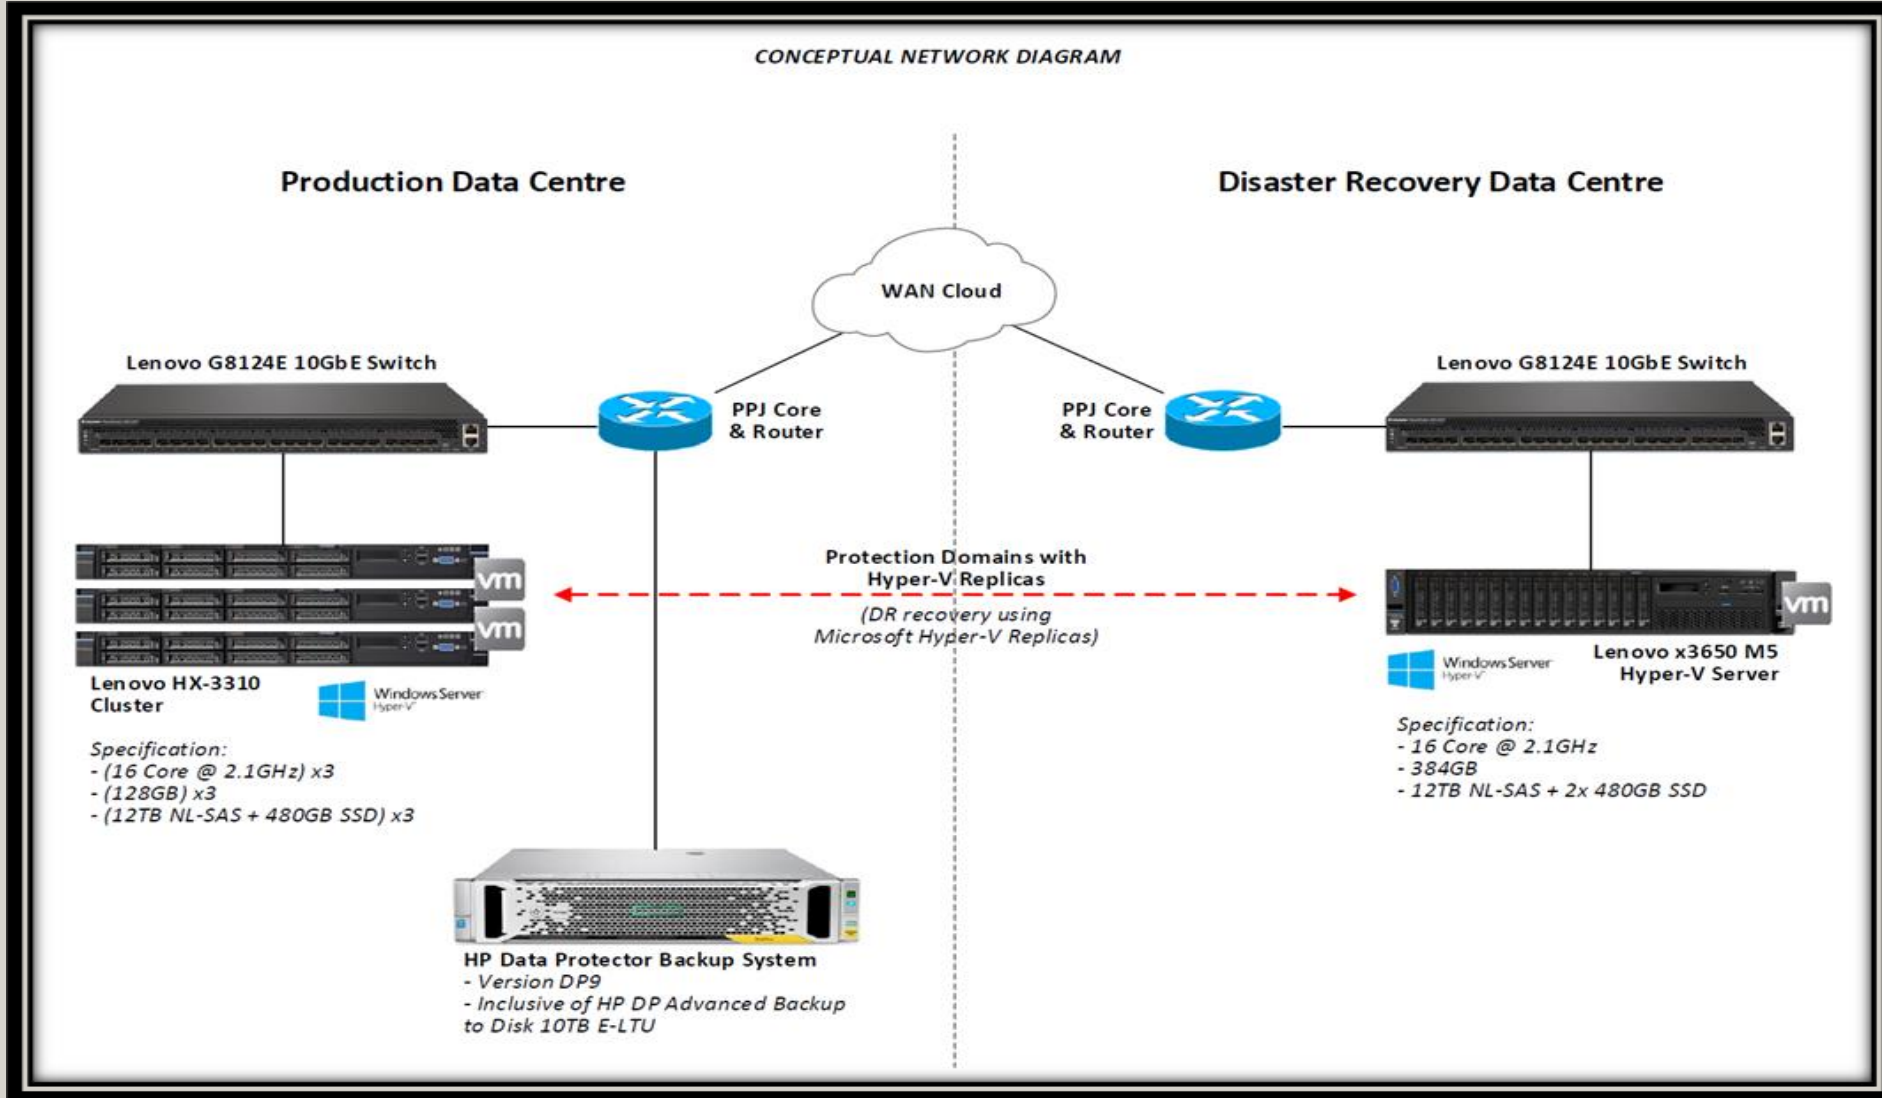 CONCEPTUAL NETWORK DIAGRAM
Production Data Centre
Disaster Recovery Data Centre
WAN Cloud
Lenovo G8124E 10GbE Switch
Lenovo G8124E 10GbE Switch
PPJ Core
& Router
PPJ Core
& Router
Protection Domains with
Hyper-V Replicas
(DR recovery using
Microsoft Hyper-V Replicas)
vm
vm
vm
Lenovo HX-3310
Cluster
Windows Server
Hyper-V
Specification:
- (16 Core @ 2.1GHz) x3
- (128GB) x3
- (12TB NL-SAS + 480GB SSD) x3
Lenovo x3650 M5
Hyper-V Server
Windows Server
Hyper-V
Specification:
- 16 Core @ 2.1GHz
- 384GB
- 12TB NL-SAS + 2x 480GB SSD
HP Data Protector Backup System
- Version DP9
- Inclusive of HP DP Advanced Backup
to Disk 10TB E-LTU